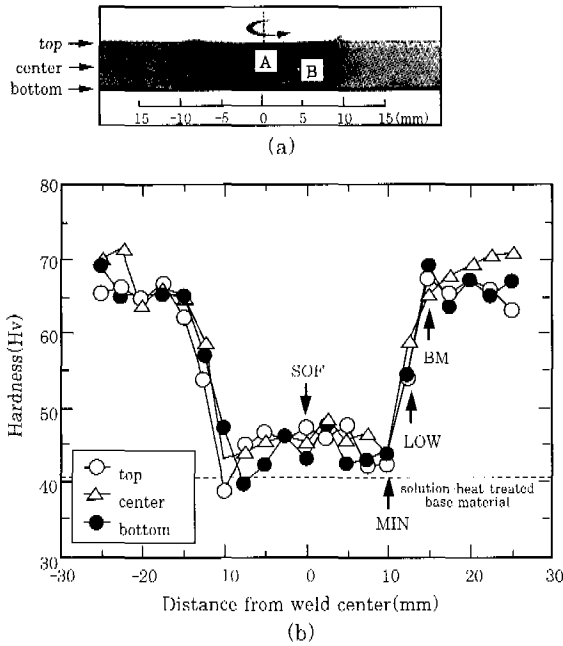 top
center
bottom
A
B
15 -10 -5 0 5 10 15(mm)
(a)
80
70
60
50
40
30
Hardness(Hv)
SOF
BM
LOW
MIN
top
center
bottom
solution heat treated
base material
-30 -20 10 0 10 20 30
Distance from weld center(mm)
(b)